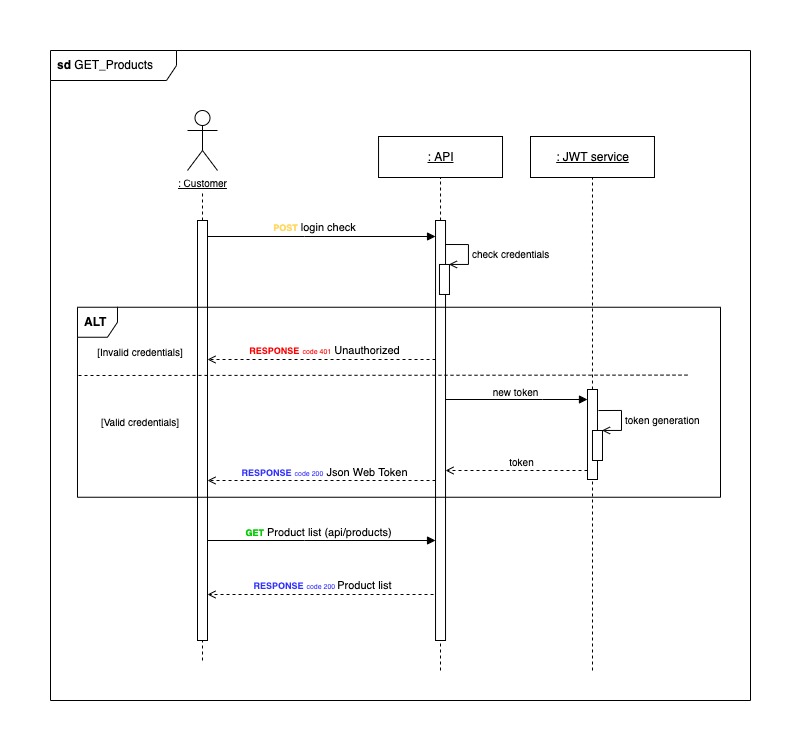 sd GET_Products
: Customer
: API
: JWT service
POST login check
check credentials
ALT
[Invalid credentials]
RESPONSE code 401 Unauthorized
new token
[Valid credentials]
token generation
token
RESPONSE code 200 Json Web Token
GET Product list (api/products)
RESPONSE code 200 Product list